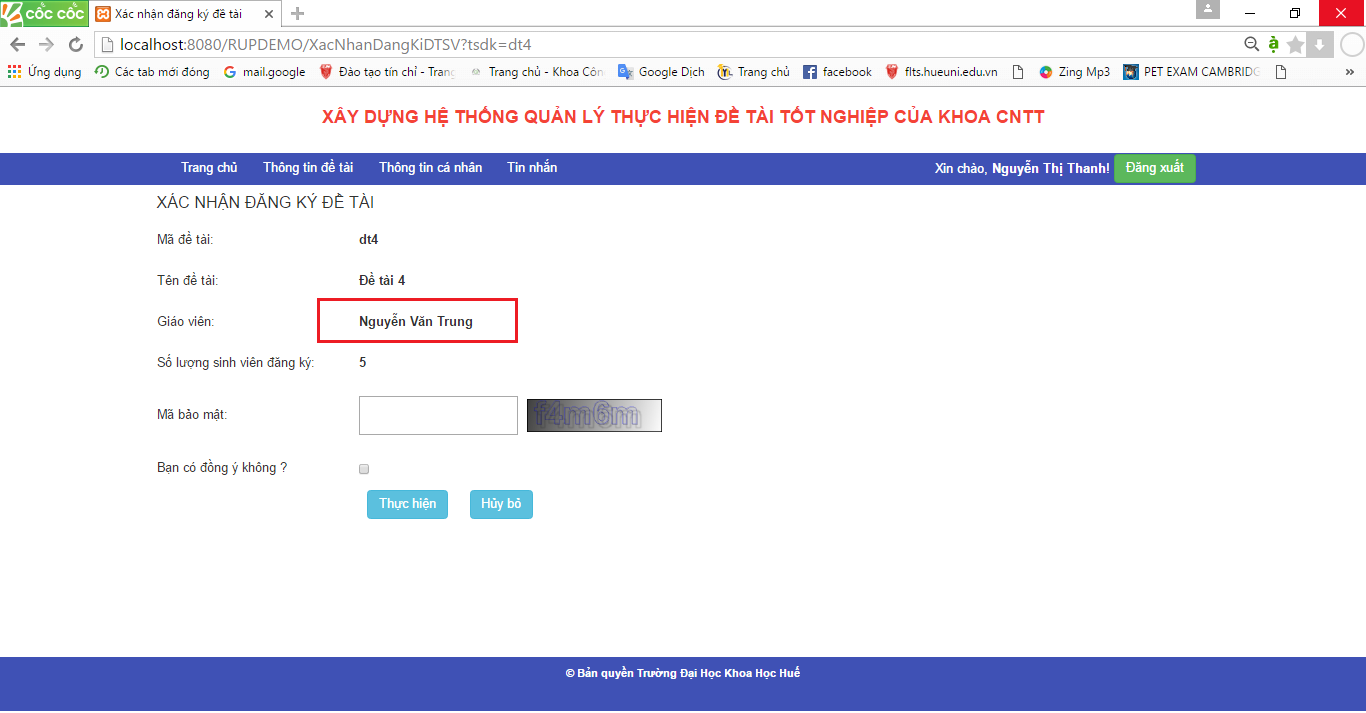 cốc cốc Xác nhận đăng ký đề tài
localhost:8080/RUPDEMO/XacNhanDangKiDTSV?tsdk=dt4
Ứng dụng Các tab mới đóng mail.google Đào tạo tín chỉ - Trang Trang chủ - Khoa Côn Google Dịch Trang chủ facebook flts.hueuni.edu.vn Zing Mp3 PET EXAM CAMBRIDG »
XÂY DỰNG HỆ THỐNG QUẢN LÝ THỰC HIỆN ĐỀ TÀI TỐT NGHIỆP CỦA KHOA CNTT
Trang chủ Thông tin đề tài Thông tin cá nhân Tin nhắn Xin chào, Nguyễn Thị Thanh! Đăng xuất
XÁC NHẬN ĐĂNG KÝ ĐỀ TÀI
Mã đề tài: dt4
Tên đề tài: Đề tài 4
Giáo viên: Nguyễn Văn Trung
Số lượng sinh viên đăng ký: 5
Mã bảo mật: f4m6m
Bạn có đồng ý không ?
Thực hiện Hủy bỏ
© Bản quyền Trường Đại Học Khoa Học Huế